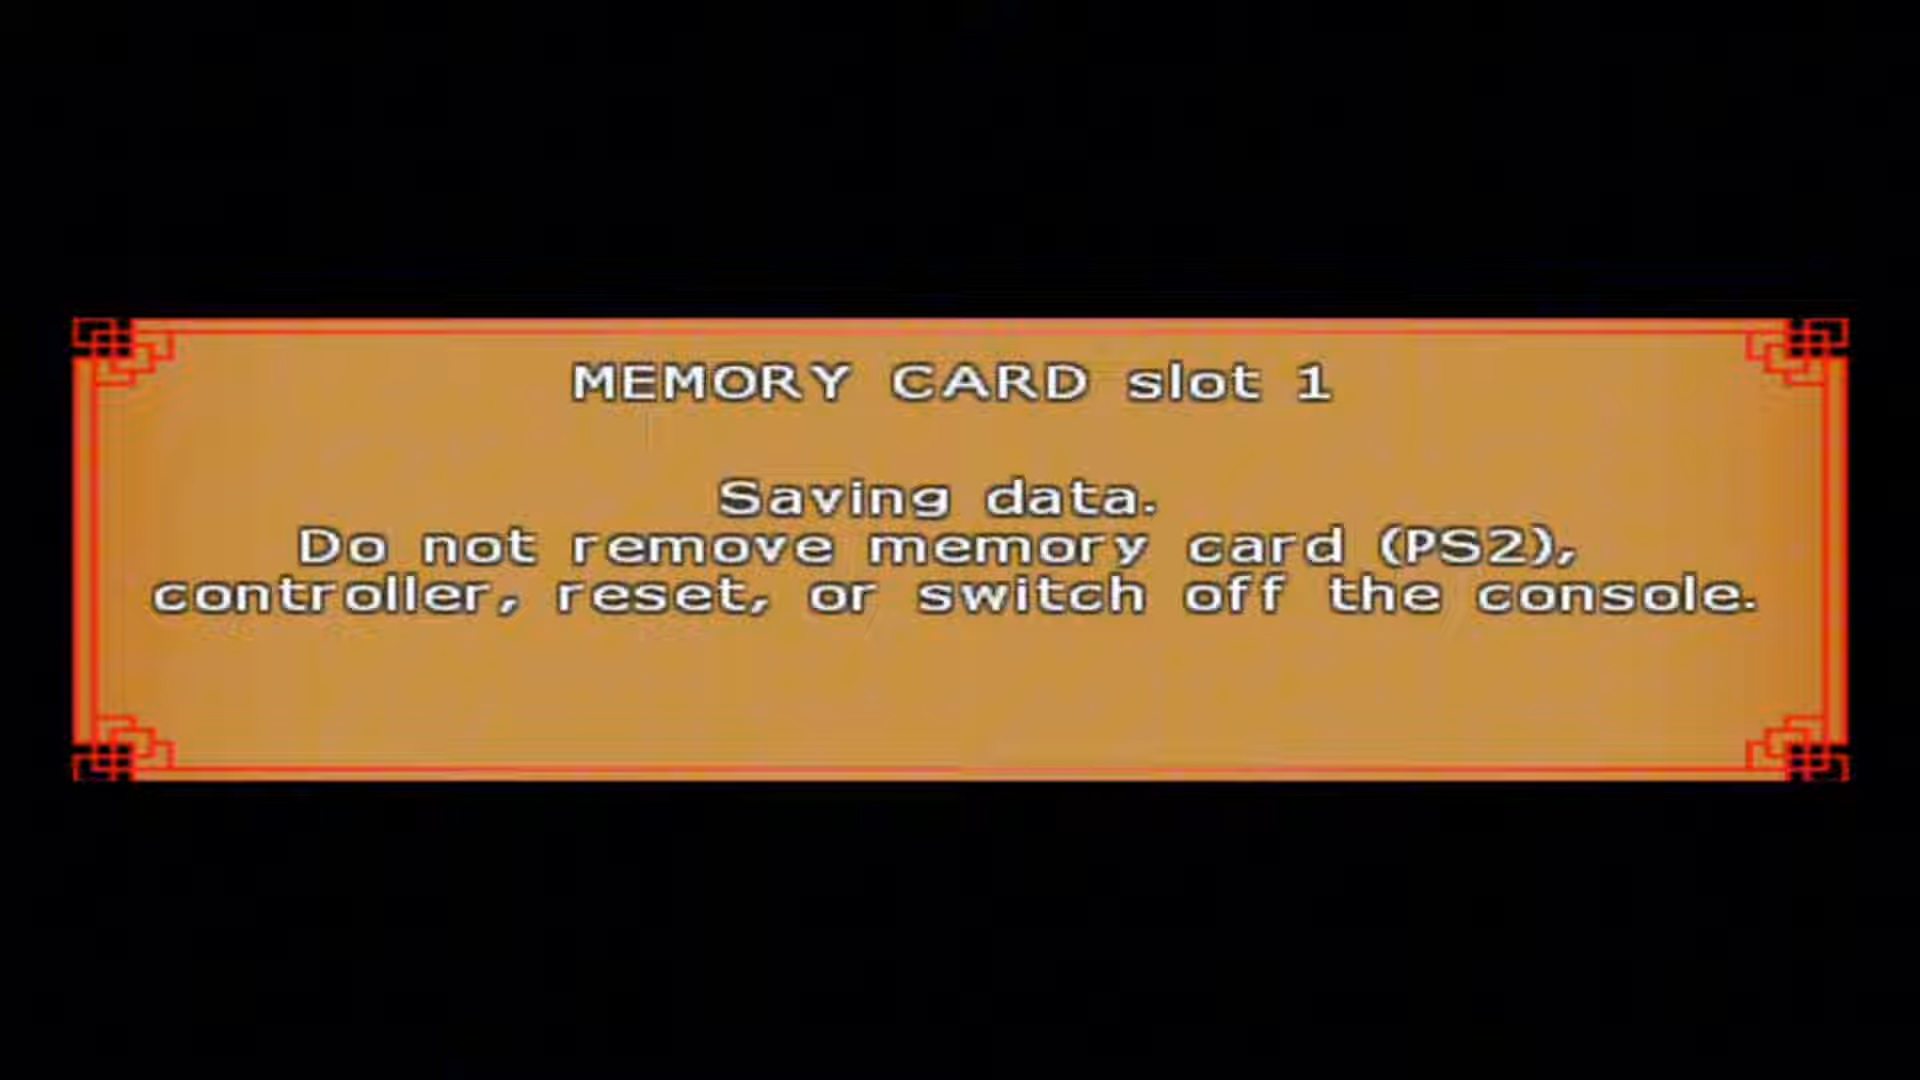 MEMORY CARD slot 1
Saving data.
Do not remove memory card (PS2),
controller, reset, or switch off the console.